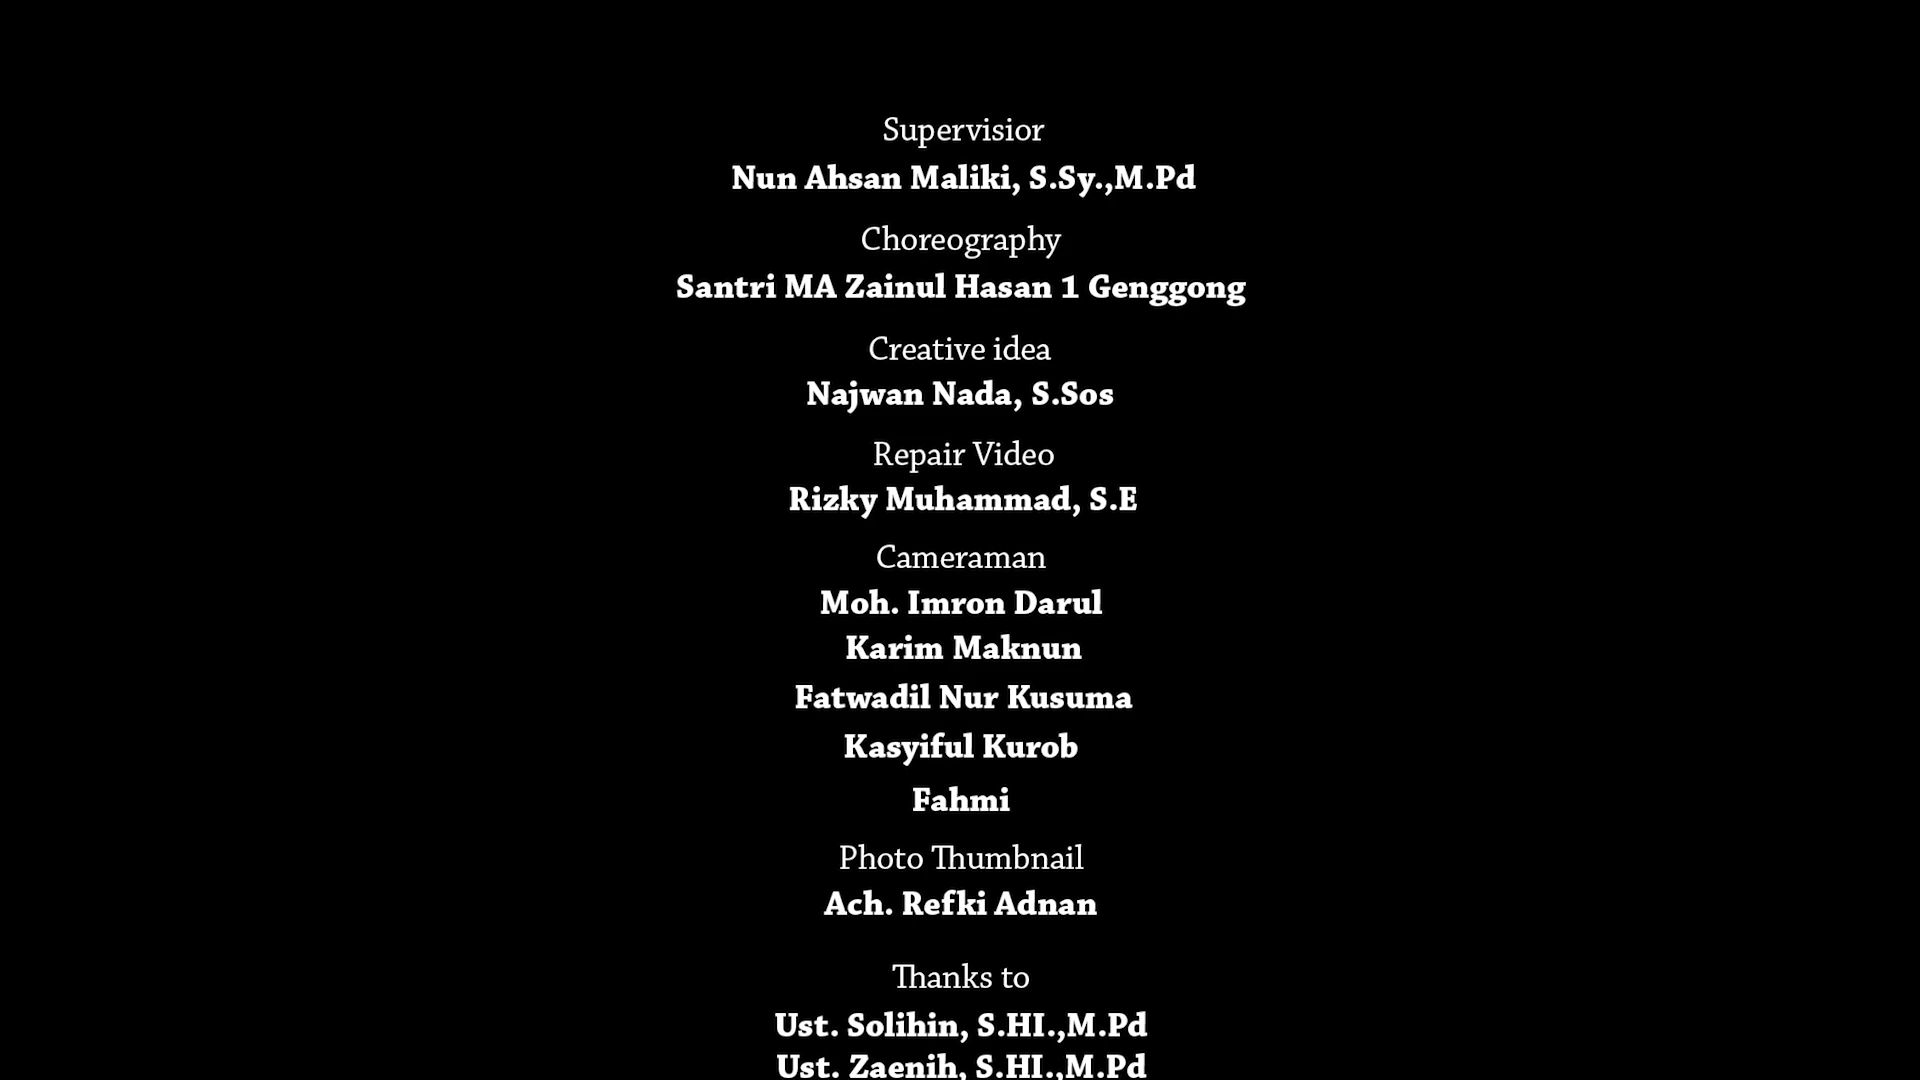 Supervisior
Nun Ahsan Maliki, S.Sy.,M.Pd
Choreography
Santri MA Zainul Hasan 1 Genggong
Creative idea
Najwan Nada, S.Sos
Repair Video
Rizky Muhammad, S.E
Cameraman
Moh. Imron Darul
Karim Maknun
Fatwadil Nur Kusuma
Kasyiful Kurob
Fahmi
Photo Thumbnail
Ach. Refki Adnan
Thanks to
Ust. Solihin, S.HI.,M.Pd
Ust. Zaenih, S.HI.,M.Pd